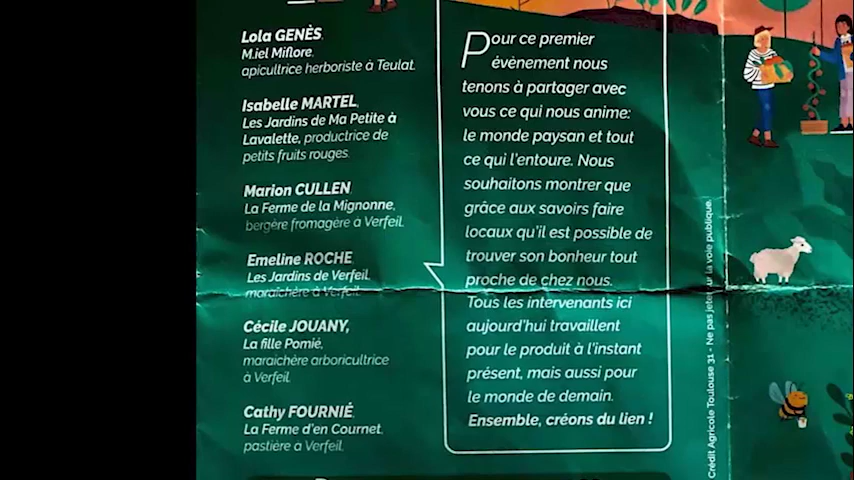 Lola GENÈS,
M.iel Miflore,
apicultrice herboriste à Teulat.
Isabelle MARTEL,
Les Jardins de Ma Petite à
Lavalette, productrice de
petits fruits rouges.
Marion CULLEN,
La Ferme de la Mignonne,
bergère fromagère à Verfeil.
Emeline ROCHE,
Les Jardins de Verfeil,
maraîchère à Verfeil.
Cécile JOUANY,
La fille Pomié,
maraichère arboricultrice
à Verfeil.
Cathy FOURNIÉ,
La Ferme d'en Cournet,
pastière à Verfeil.
Pour ce premier
évènement nous
tenons à partager avec
vous ce qui nous anime:
le monde paysan et tout
ce qui l'entoure. Nous
souhaitons montrer que
grâce aux savoirs faire
locaux qu'il est possible de
trouver son bonheur tout
proche de chez nous.
Tous les intervenants ici
aujourd'hui travaillent
pour le produit à l'instant
présent, mais aussi pour
le monde de demain.
Ensemble, créons du lien !
Crédit Agricole Toulouse 31 - Ne pas jeter sur la voie publique.